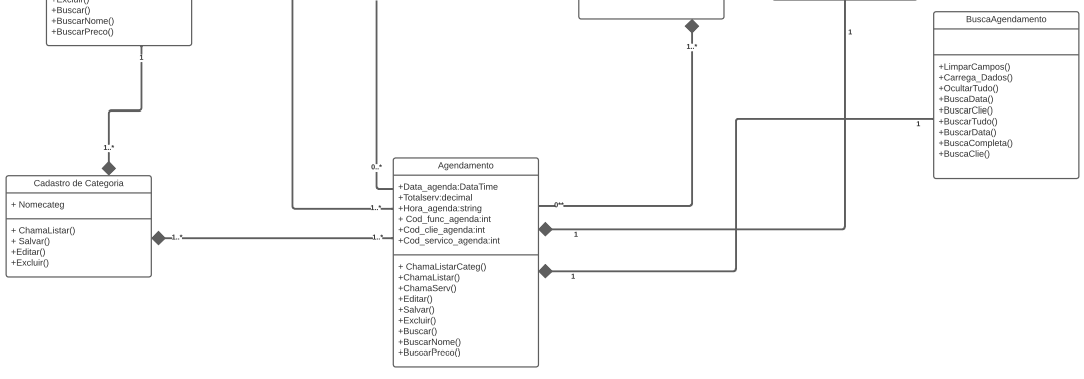 +Buscar()
+BuscarNome()
+BuscarPreco()
1
1..*
Cadastro de Categoria
+ Nomecateg
+ ChamaListar()
+ Salvar()
+Editar()
+Excluir()
1..*
1..*
0..*
1..*
Agendamento
+Data_agenda:DataTime
+Totalserv:decimal
+Hora_agenda:string
+ Cod_func_agenda:int
+Cod_clie_agenda:int
+Cod_servico_agenda:int
+ ChamaListarCateg()
+ChamaListar()
+ChamaServ()
+Editar()
+Salvar()
+Excluir()
+Buscar()
+BuscarNome()
+BuscarPreco()
1..*
0**
1
1
1
1
BuscaAgendamento
+LimparCampos()
+Carrega_Dados()
+OcultarTudo()
+BuscaData()
+BuscarClie()
+BuscarTudo()
+BuscarData()
+BuscaCompleta()
+BuscaClie()